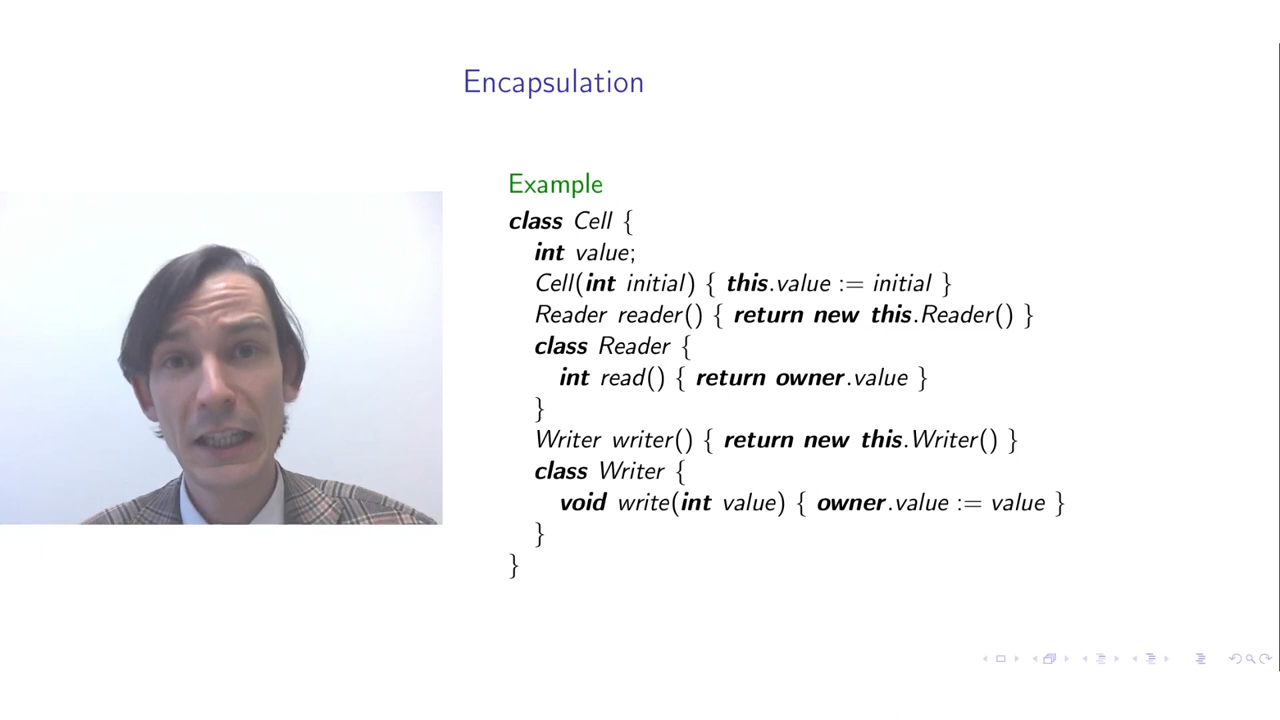 Encapsulation
Example
class Cell {
int value;
Cell(int initial) { this.value := initial }
Reader reader() { return new this.Reader() }
class Reader {
int read() { return owner.value }
}
Writer writer() { return new this.Writer() }
class Writer {
void write(int value) { owner.value := value }
}
}